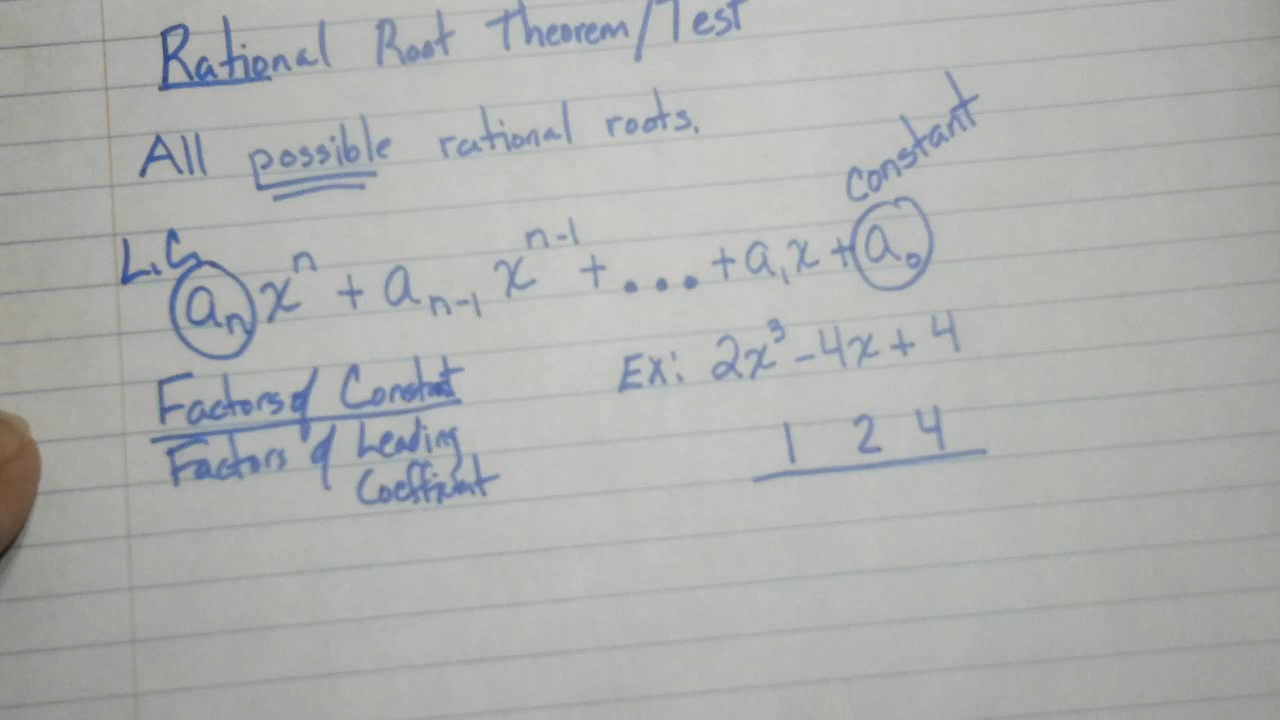 Rational Root Theorem/Test
All possible rational roots.
Constant
L.C.
aₙxⁿ + aₙ₋₁xⁿ⁻¹ + ... + a₁x + a₀
Factors of Constant
Factors of Leading Coefficient
Ex: 2x³ - 4x + 4
1 2 4